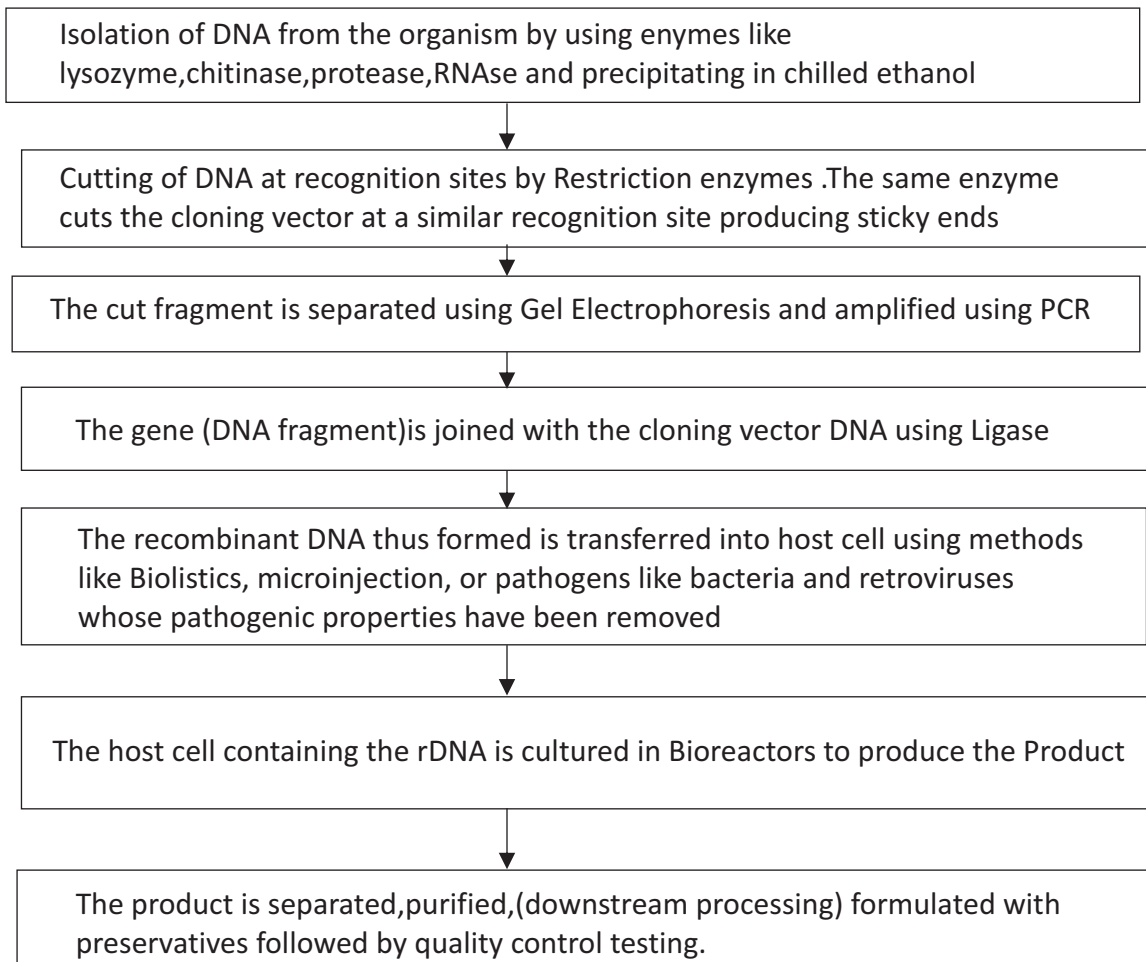 Isolation of DNA from the organism by using enymes like
lysozyme,chitinase,protease,RNAse and precipitating in chilled ethanol
Cutting of DNA at recognition sites by Restriction enzymes .The same enzyme
cuts the cloning vector at a similar recognition site producing sticky ends
The cut fragment is separated using Gel Electrophoresis and amplified using PCR
The gene (DNA fragment)is joined with the cloning vector DNA using Ligase
The recombinant DNA thus formed is transferred into host cell using methods
like Biolistics, microinjection, or pathogens like bacteria and retroviruses
whose pathogenic properties have been removed
The host cell containing the rDNA is cultured in Bioreactors to produce the Product
The product is separated,purified,(downstream processing) formulated with
preservatives followed by quality control testing.